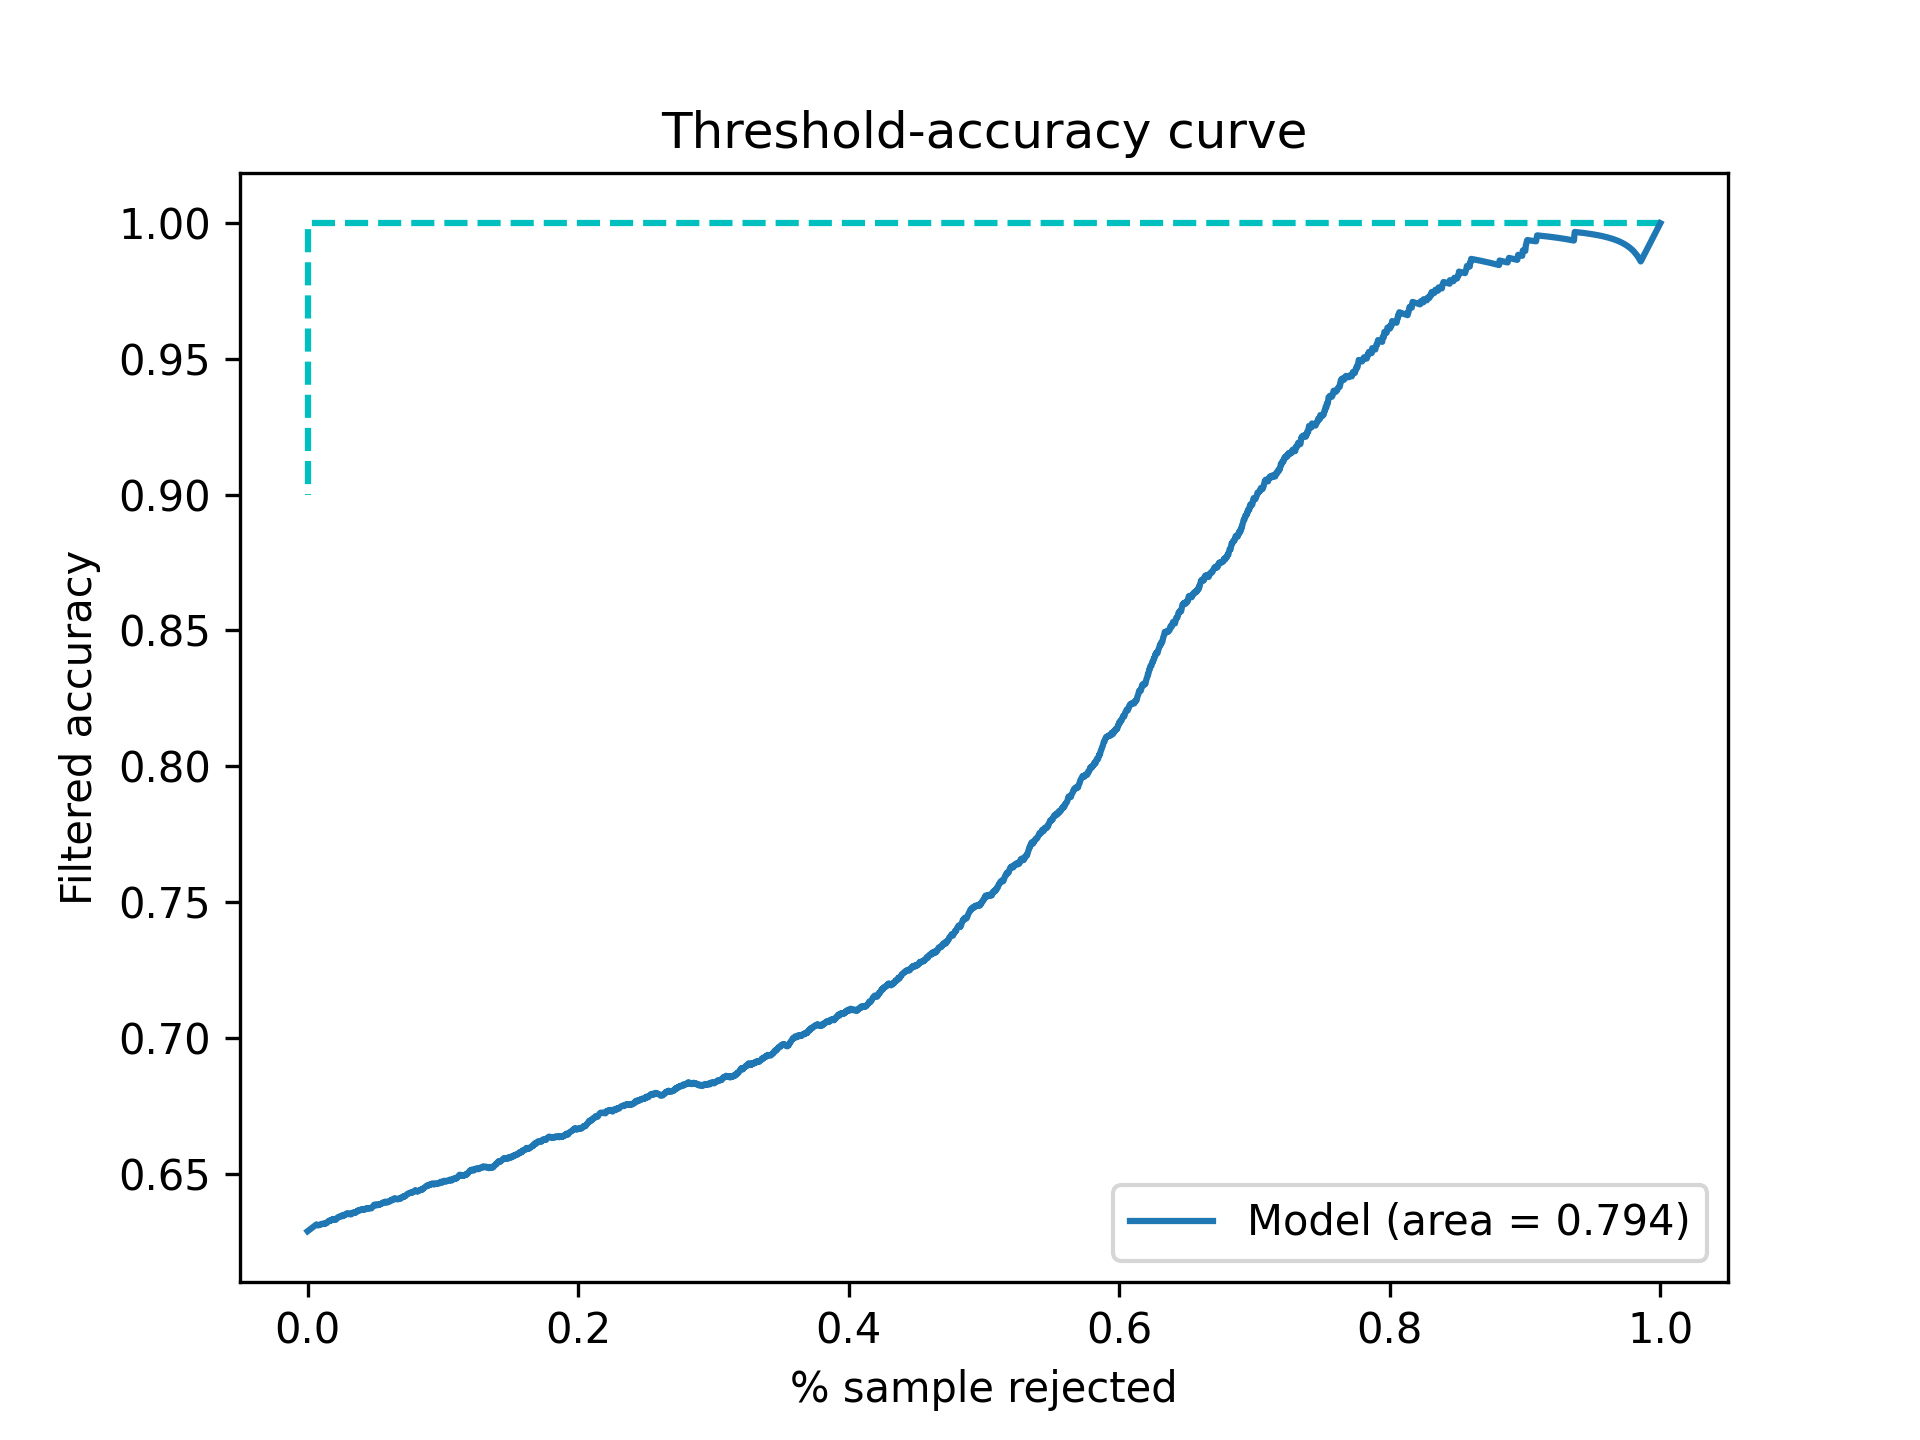 Threshold-accuracy curve
Filtered accuracy
1.00
0.95
0.90
0.85
0.80
0.75
0.70
0.65
Model (area = 0.794)
0.0 0.2 0.4 0.6 0.8 1.0
% sample rejected